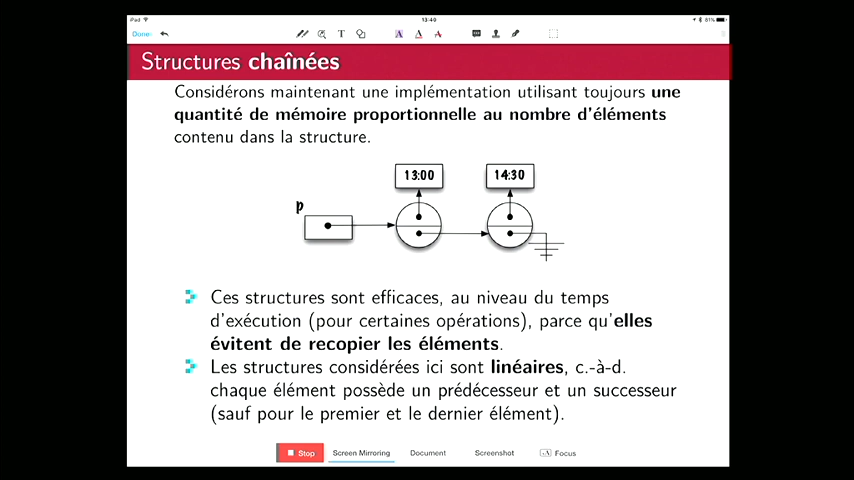 iPad 13:40 81%
Done T A A A
Structures chaînées
Considérons maintenant une implémentation utilisant toujours une
quantité de mémoire proportionnelle au nombre d'éléments
contenu dans la structure.
13:00 14:30
p
Ces structures sont efficaces, au niveau du temps
d'exécution (pour certaines opérations), parce qu'elles
évitent de recopier les éléments.
Les structures considérées ici sont linéaires, c.-à-d.
chaque élément possède un prédécesseur et un successeur
(sauf pour le premier et le dernier élément).
Stop Screen Mirroring Document Screenshot A Focus